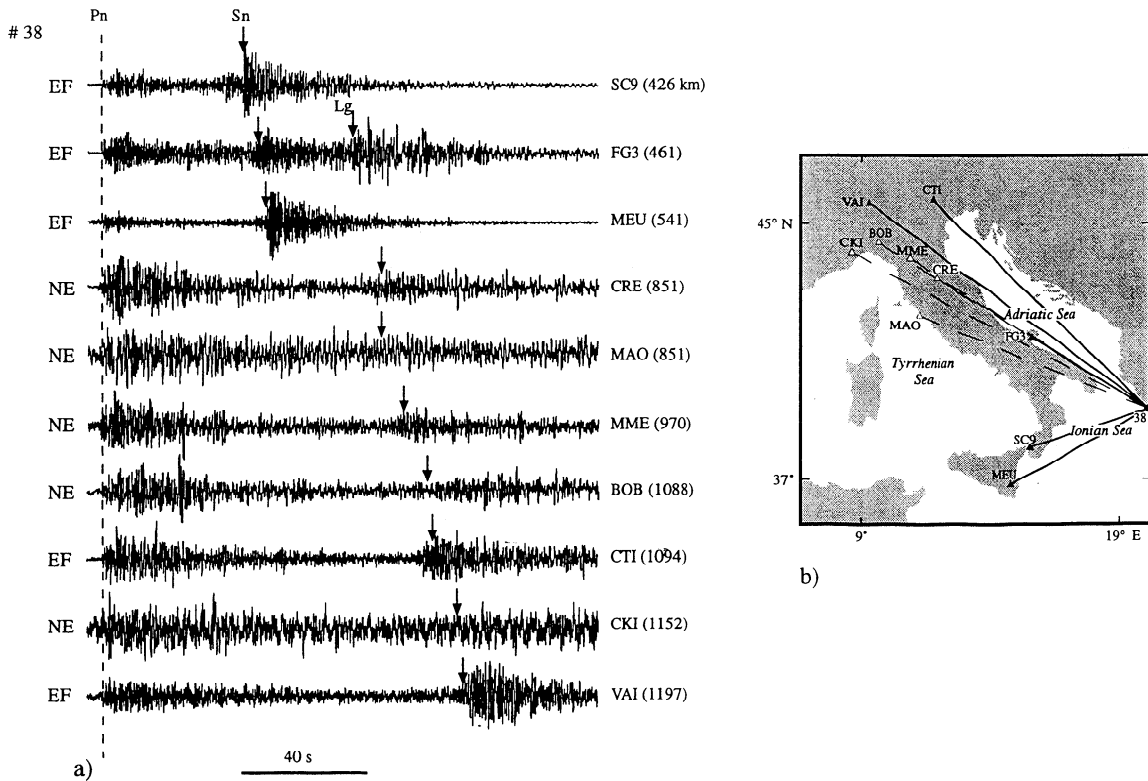 # 38
Pn
Sn
EF
SC9 (426 km)
Lg
EF
FG3 (461)
EF
MEU (541)
NE
CRE (851)
NE
MAO (851)
NE
MME (970)
NE
BOB (1088)
EF
CTI (1094)
NE
CKI (1152)
EF
VAI (1197)
40 s
a)
CTI
VAI
45° N
BOB
CKI
MME
CRE
Adriatic Sea
MAO
FG3
Tyrrhenian
Sea
38
Ionian Sea
SC9
MEU
37°
9°
19° E
b)